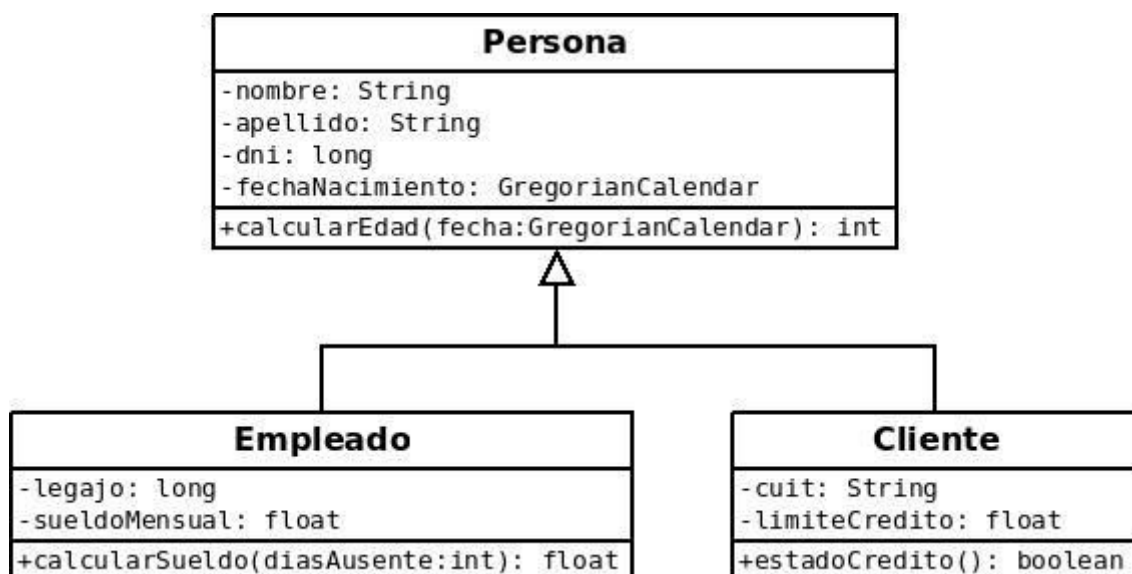 Persona
-nombre: String
-apellido: String
-dni: long
-fechaNacimiento: GregorianCalendar
+calcularEdad(fecha:GregorianCalendar): int
Empleado
-legajo: long
-sueldoMensual: float
+calcularSueldo(diasAusente:int): float
Cliente
-cuit: String
-limiteCredito: float
+estadoCredito(): boolean